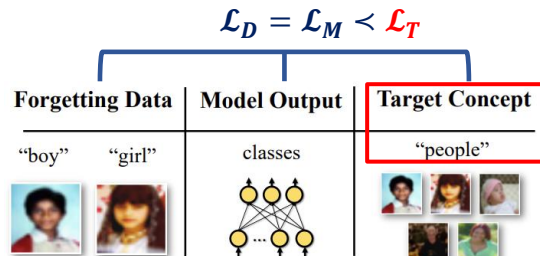 ℒ_D = ℒ_M ≺ ℒ_T
Forgetting Data Model Output Target Concept
“boy” “girl” classes “people”
...